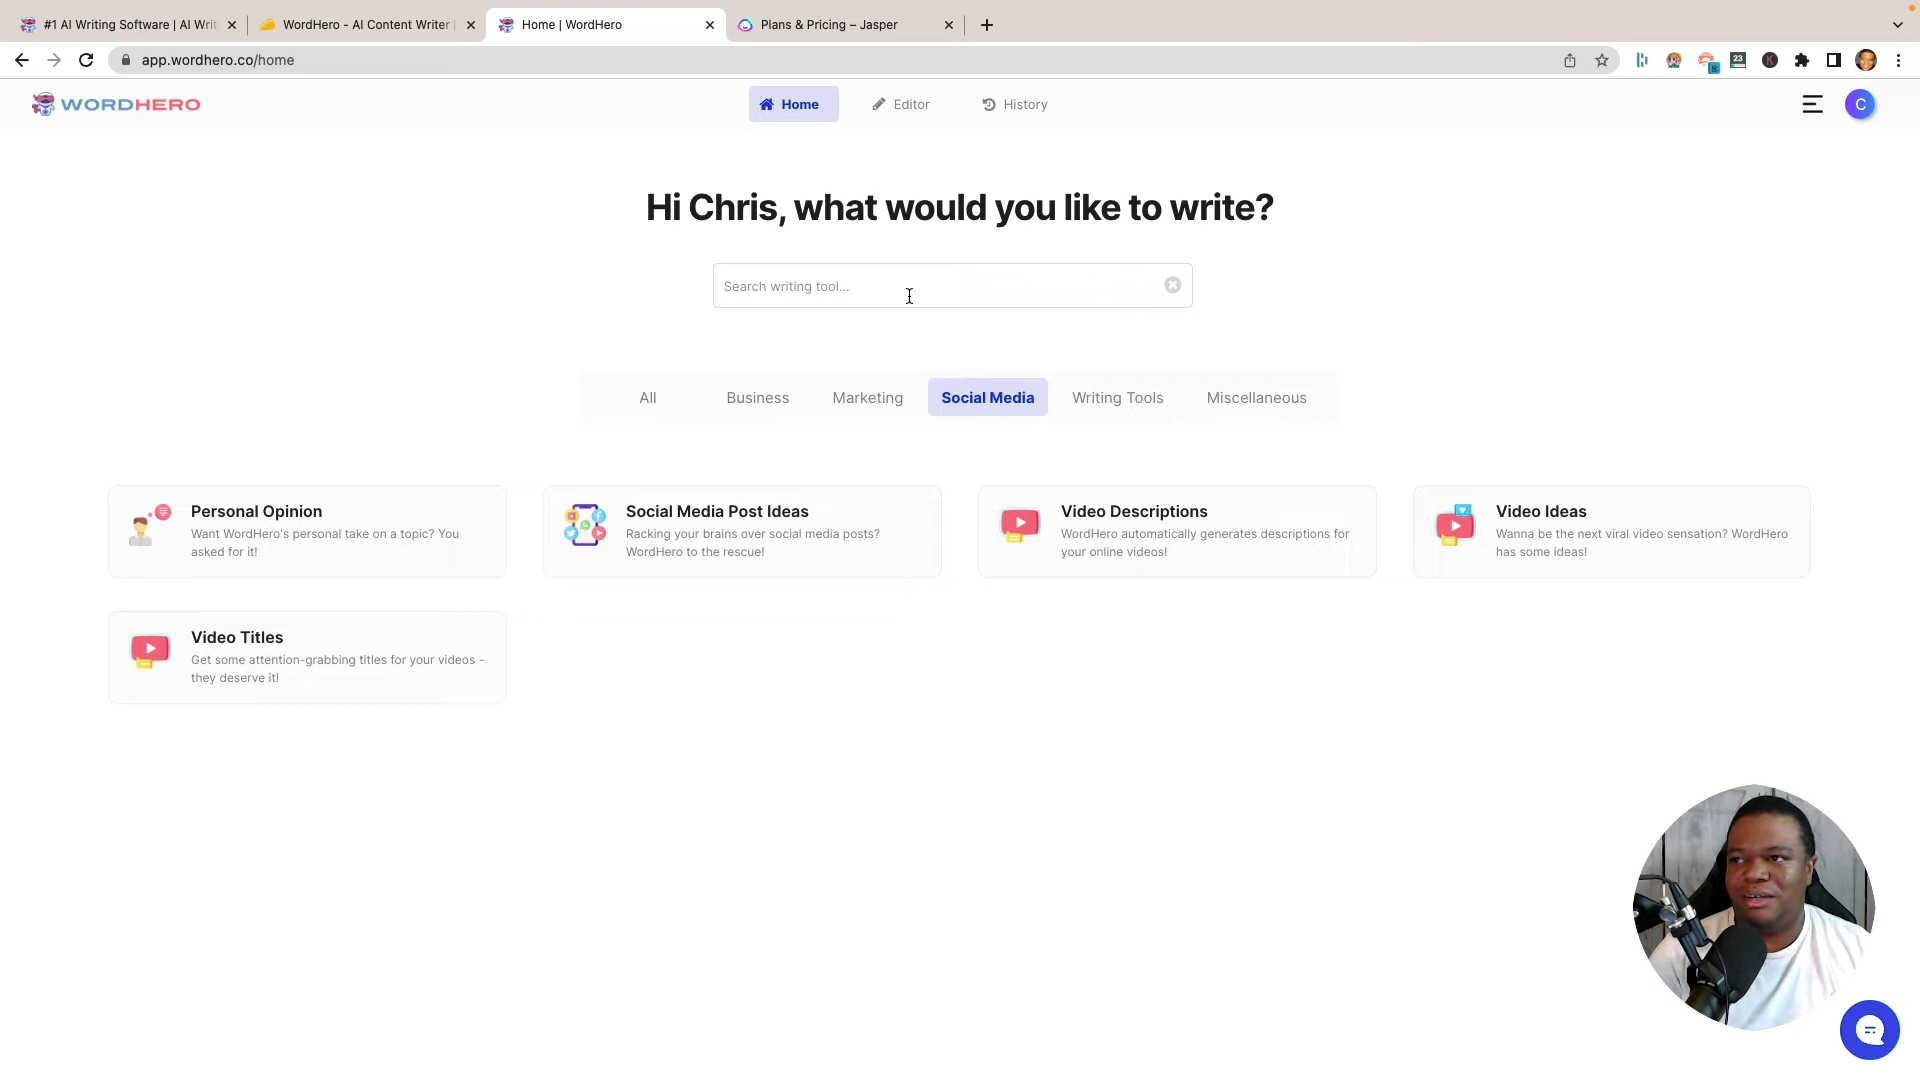 #1 AI Writing Software | AI Writ
WordHero - AI Content Writer |
Home | WordHero
Plans & Pricing – Jasper
app.wordhero.co/home
23
K
6
WORDHERO
Home
Editor
History
C
Hi Chris, what would you like to write?
Search writing tool...
All
Business
Marketing
Social Media
Writing Tools
Miscellaneous
Personal Opinion
Want WordHero's personal take on a topic? You
asked for it!
Social Media Post Ideas
Racking your brains over social media posts?
WordHero to the rescue!
Video Descriptions
WordHero automatically generates descriptions for
your online videos!
Video Ideas
Wanna be the next viral video sensation? WordHero
has some ideas!
Video Titles
Get some attention-grabbing titles for your videos -
they deserve it!